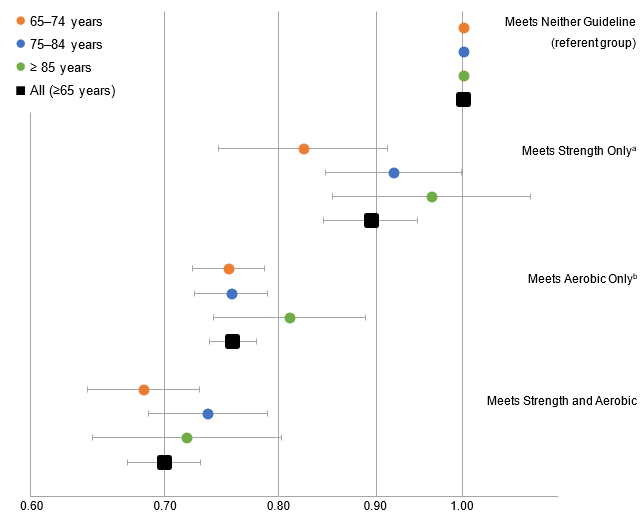 65–74 years
75–84 years
≥ 85 years
All (≥65 years)
Meets Neither Guideline
(referent group)
Meets Strength Onlyᵃ
Meets Aerobic Onlyᵇ
Meets Strength and Aerobic
0.60 0.70 0.80 0.90 1.00